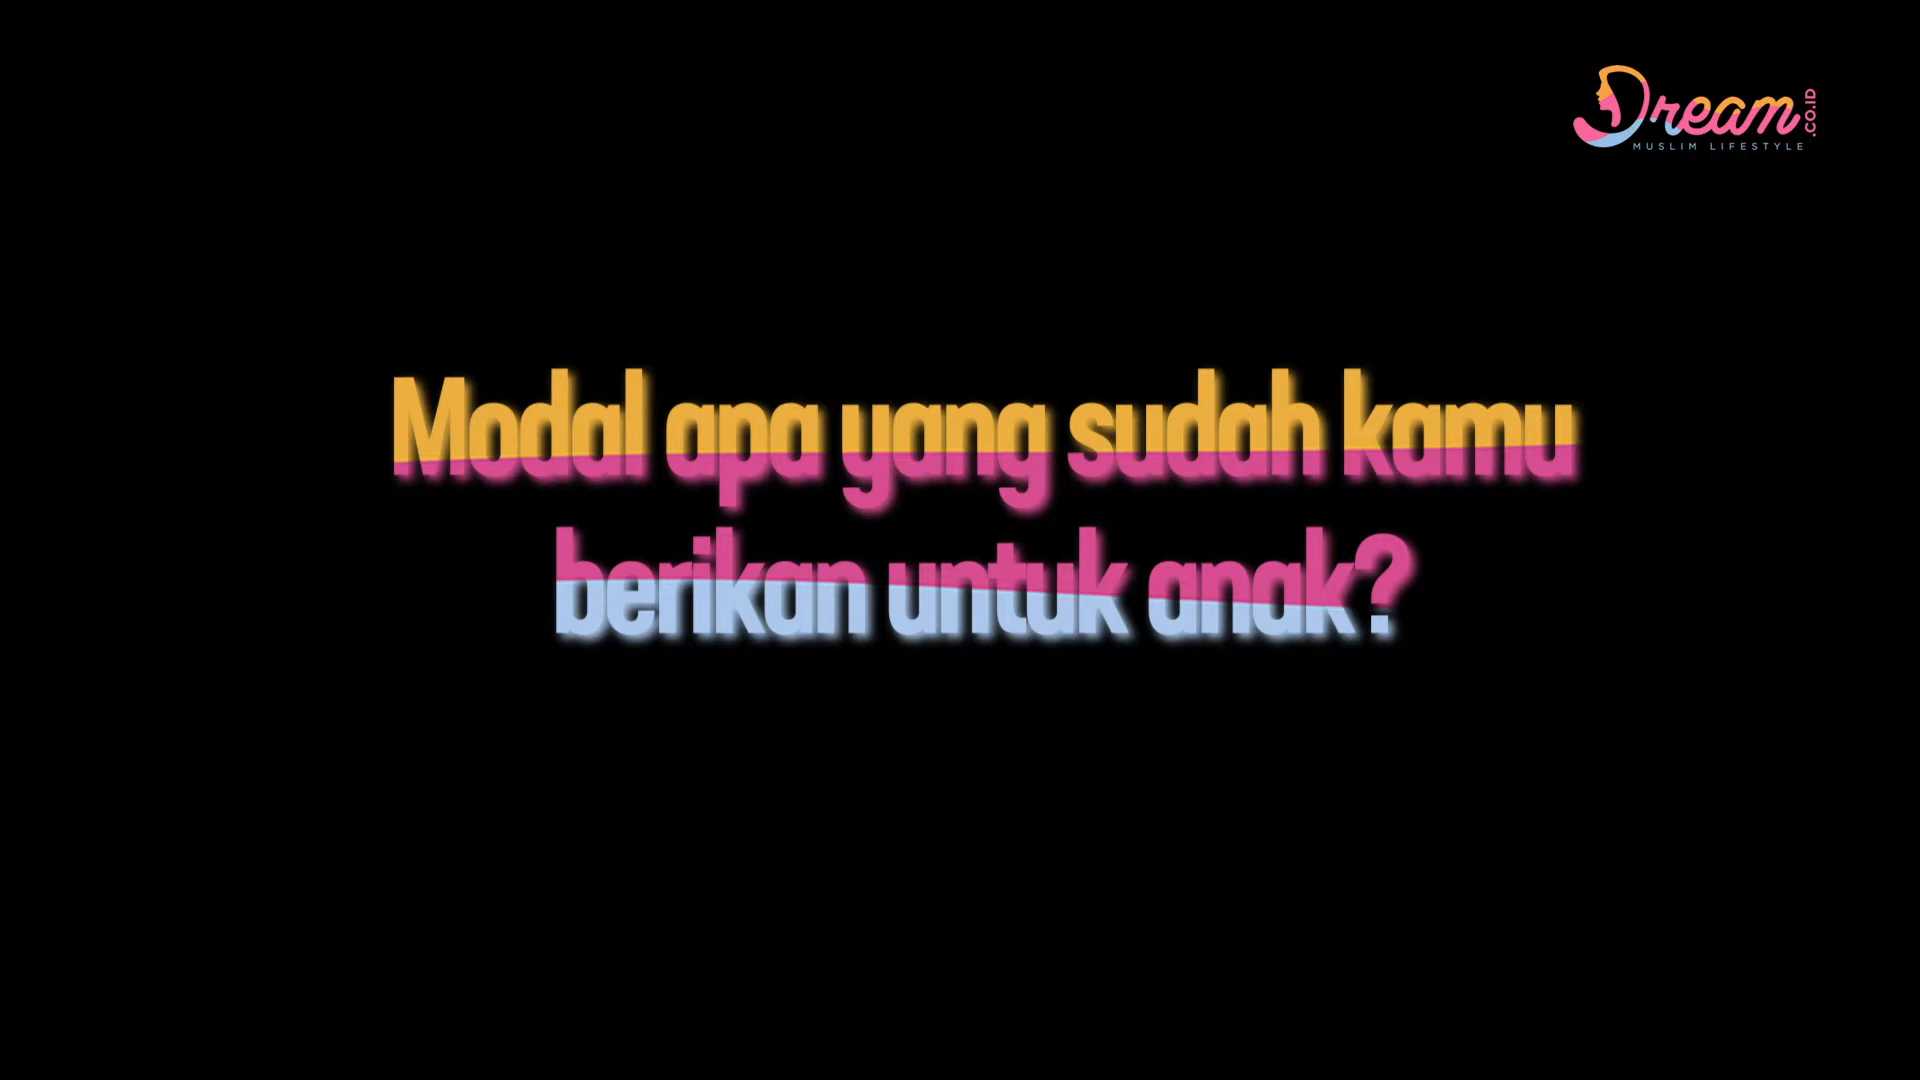 Dream.CO.ID
MUSLIM LIFESTYLE
Modal apa yang sudah kamu
berikan untuk anak?